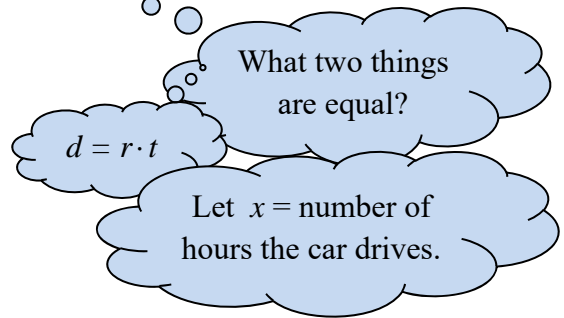 What two things
are equal?
d = r · t
Let x = number of
hours the car drives.